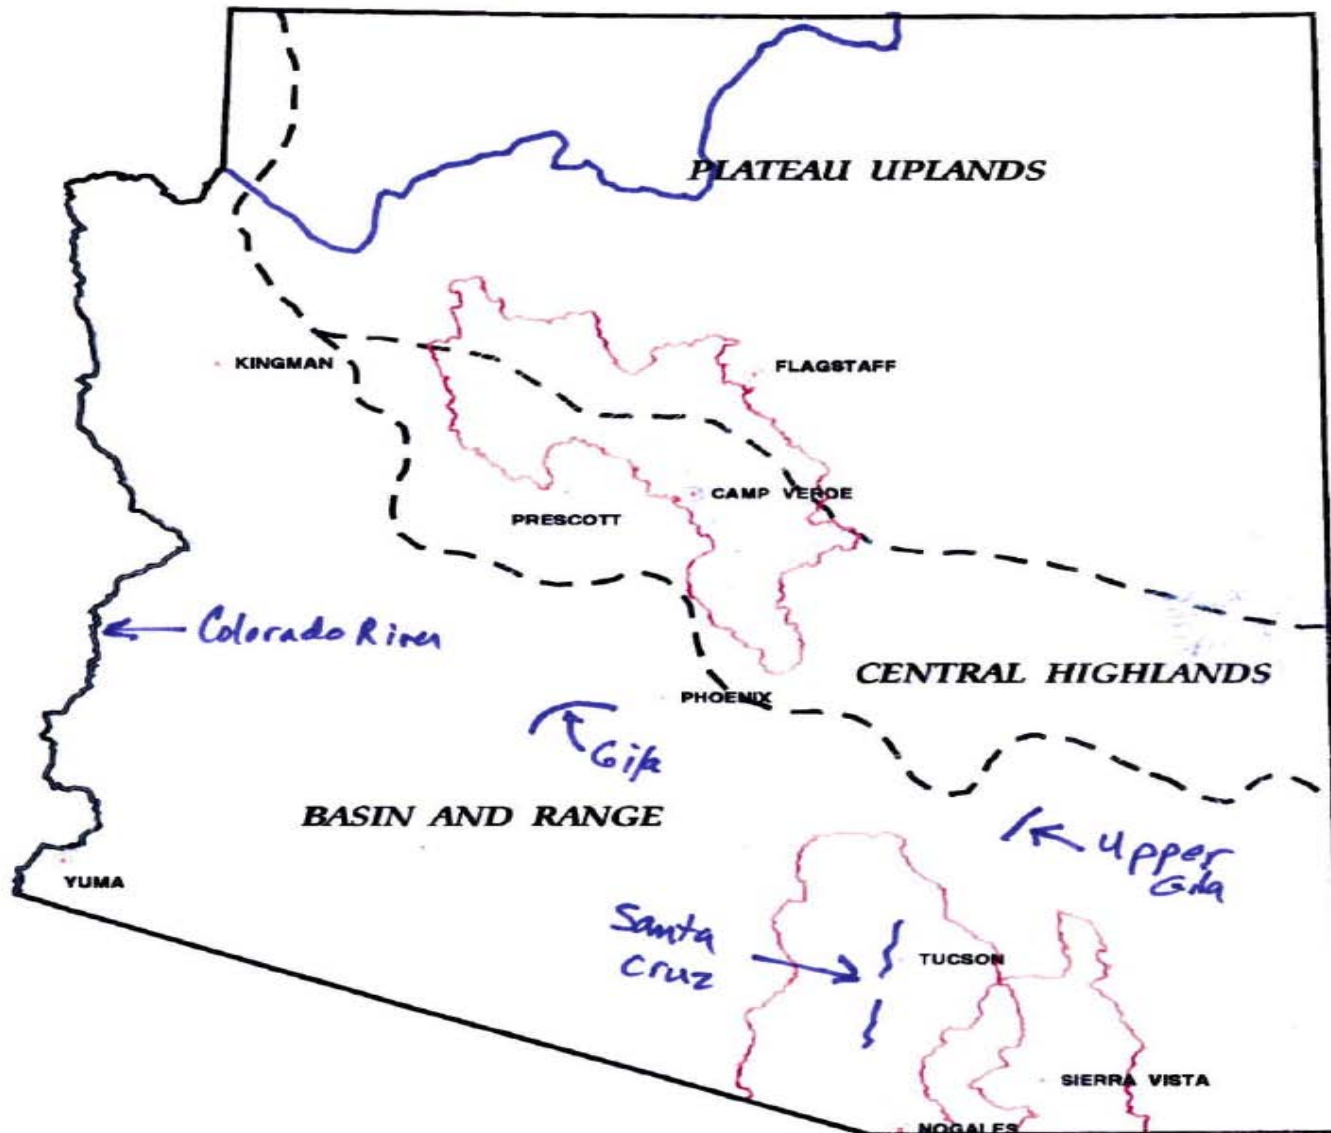 PLATEAU UPLANDS
KINGMAN
FLAGSTAFF
CAMP VERDE
PRESCOTT
Colorado River
CENTRAL HIGHLANDS
PHOENIX
Gila
BASIN AND RANGE
Upper
Gila
YUMA
Santa
Cruz
TUCSON
SIERRA VISTA
NOGALES